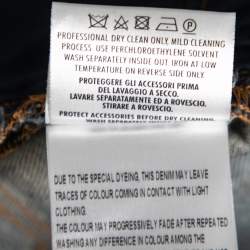 PROFESSIONAL DRY CLEAN ONLY. MILD CLEANING
PROCESS USE PERCHLOROETHYLENE SOLVENT
WASH SEPARATELY INSIDE OUT. IRON AT LOW
TEMPERATURE ON REVERSE SIDE ONLY
PROTEGGERE GLI ACCESSORI PRIMA
DEL LAVAGGIO A SECCO.
LAVARE SEPARATAMENTE ED A ROVESCIO.
STIRARE A ROVESCIO.
PROTECT ACCESSORIES BEFORE DRY CLEANING
DUE TO THE SPECIAL DYEING, THIS DENIM MAY LEAVE
TRACES OF COLOUR COMING IN CONTACT WITH LIGHT
CLOTHING.
THE COLOUR MAY PROGRESSIVELY FADE AFTER REPEATED
WASHING ANY DIFFERENCE IN COLOUR AMONG THE